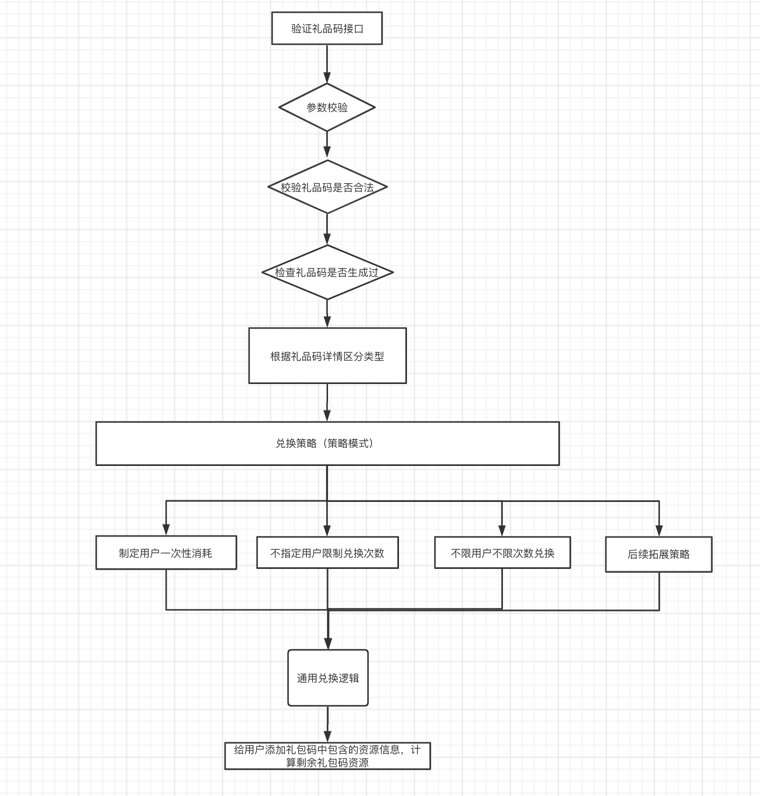 验证礼品码接口
参数校验
校验礼品码是否合法
检查礼品码是否生成过
根据礼品码详情区分类型
兑换策略（策略模式）
制定用户一次性消耗
不指定用户限制兑换次数
不限用户不限次数兑换
后续拓展策略
通用兑换逻辑
给用户添加礼包码中包含的资源信息，计
算剩余礼包码资源